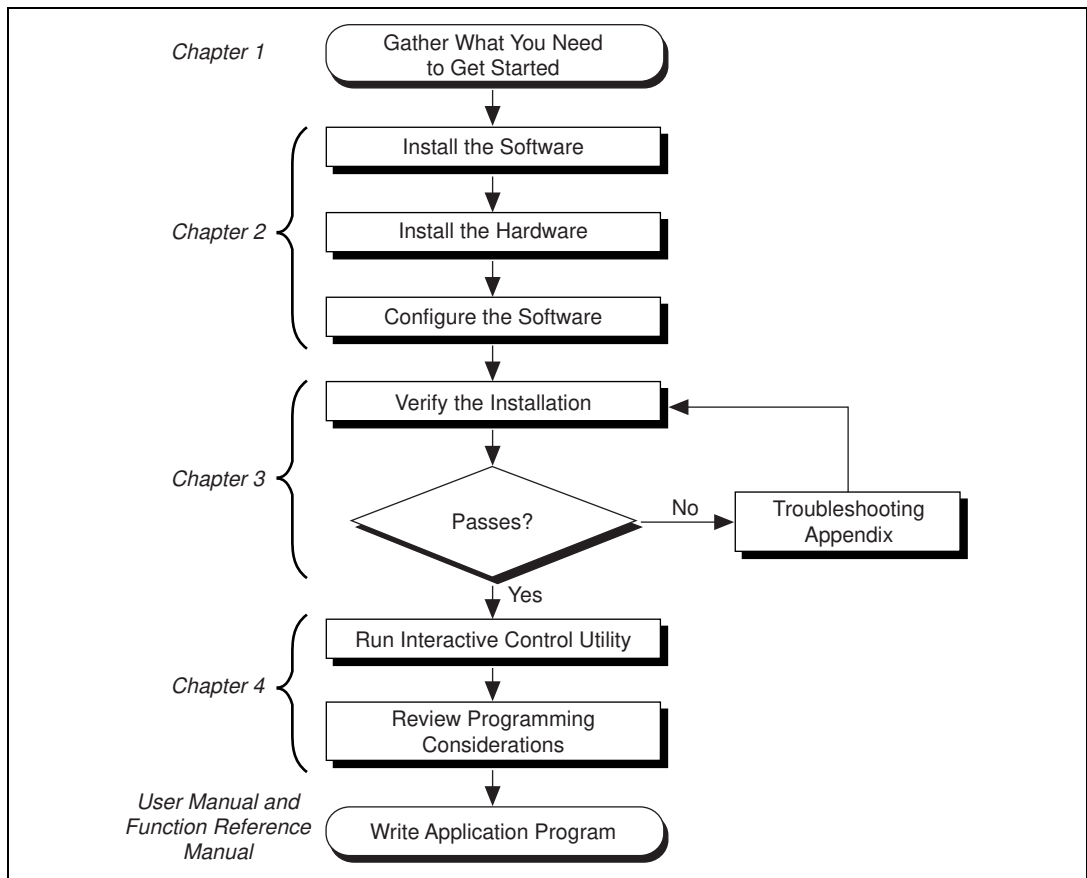 Chapter 1
Gather What You Need
to Get Started
Install the Software
Chapter 2
Install the Hardware
Configure the Software
Verify the Installation
Chapter 3
Passes?
No
Troubleshooting
Appendix
Yes
Run Interactive Control Utility
Chapter 4
Review Programming
Considerations
User Manual and
Function Reference
Manual
Write Application Program